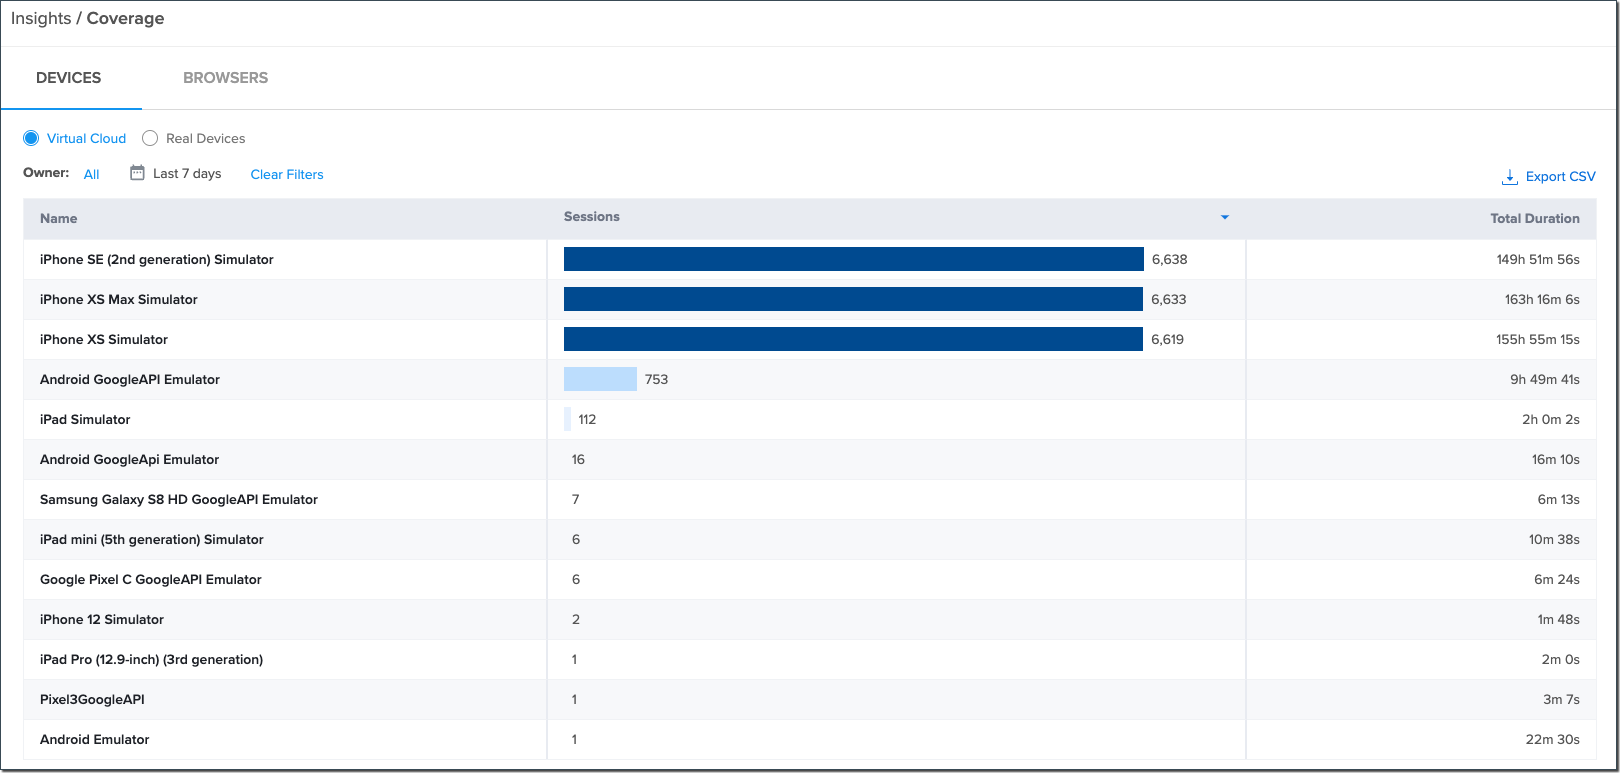 Insights / Coverage
DEVICES BROWSERS
Virtual Cloud Real Devices
Owner: All Last 7 days Clear Filters Export CSV
Name Sessions Total Duration
iPhone SE (2nd generation) Simulator 6,638 149h 51m 56s
iPhone XS Max Simulator 6,633 163h 16m 6s
iPhone XS Simulator 6,619 155h 55m 15s
Android GoogleAPI Emulator 753 9h 49m 41s
iPad Simulator 112 2h 0m 2s
Android GoogleApi Emulator 16 16m 10s
Samsung Galaxy S8 HD GoogleAPI Emulator 7 6m 13s
iPad mini (5th generation) Simulator 6 10m 38s
Google Pixel C GoogleAPI Emulator 6 6m 24s
iPhone 12 Simulator 2 1m 48s
iPad Pro (12.9-inch) (3rd generation) 1 2m 0s
Pixel3GoogleAPI 1 3m 7s
Android Emulator 1 22m 30s